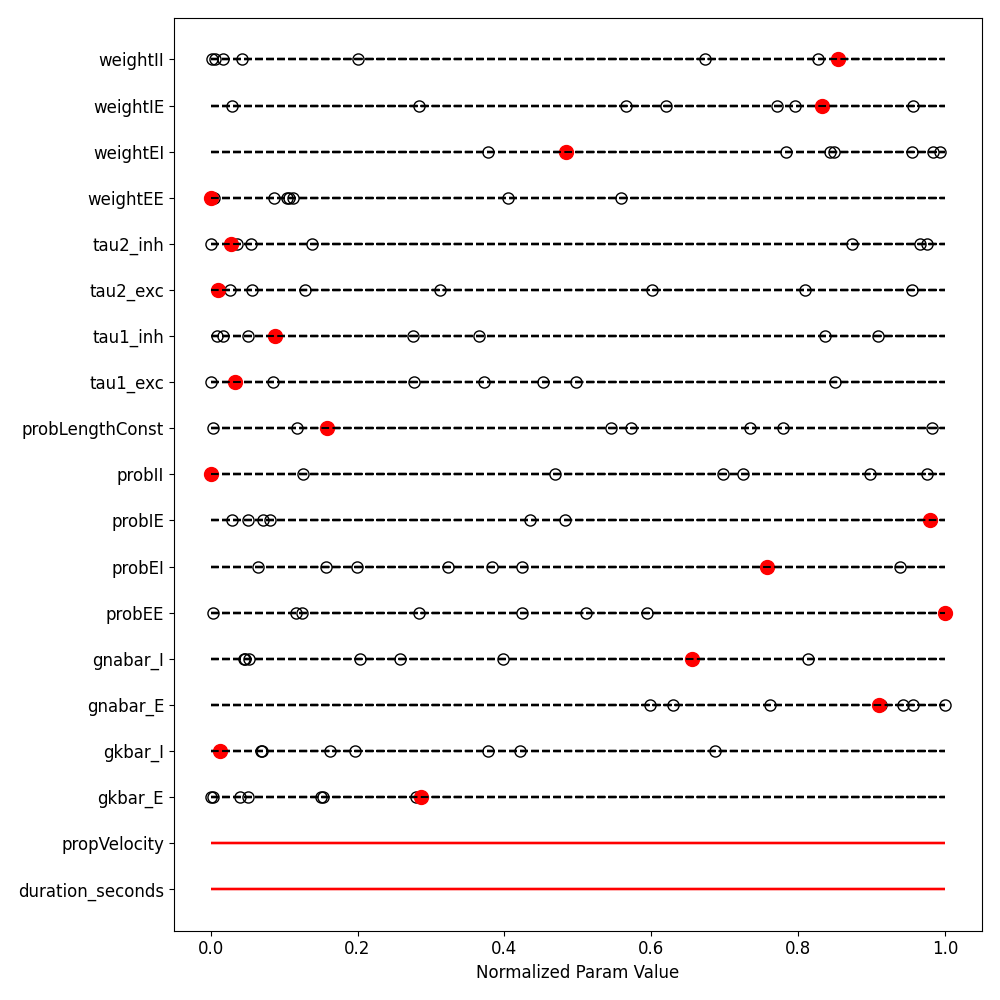 weightII
weightIE
weightEI
weightEE
tau2_inh
tau2_exc
tau1_inh
tau1_exc
probLengthConst
probII
probIE
probEI
probEE
gnabar_I
gnabar_E
gkbar_I
gkbar_E
propVelocity
duration_seconds
0.0 0.2 0.4 0.6 0.8 1.0
Normalized Param Value